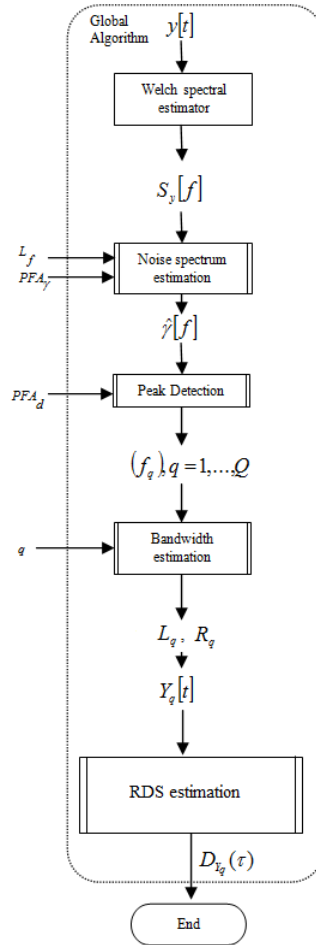 Global
Algorithm
y[t]
Welch spectral
estimator
S_y[f]
L_f
PFA_γ
Noise spectrum
estimation
γ̂[f]
PFA_d
Peak Detection
(f_q), q = 1,...,Q
q
Bandwidth
estimation
L_q , R_q
Y_q[t]
RDS estimation
D_{Y_q}(τ)
End